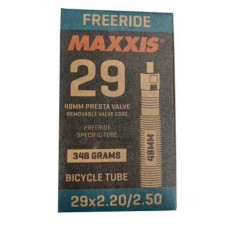 FREERIDE
MAXXIS
29
48MM PRESTA VALVE
REMOVABLE VALVE CORE
FREERIDE
SPECIFIC TUBE
348 GRAMS
48MM
BICYCLE TUBE
29x2.20/2.50